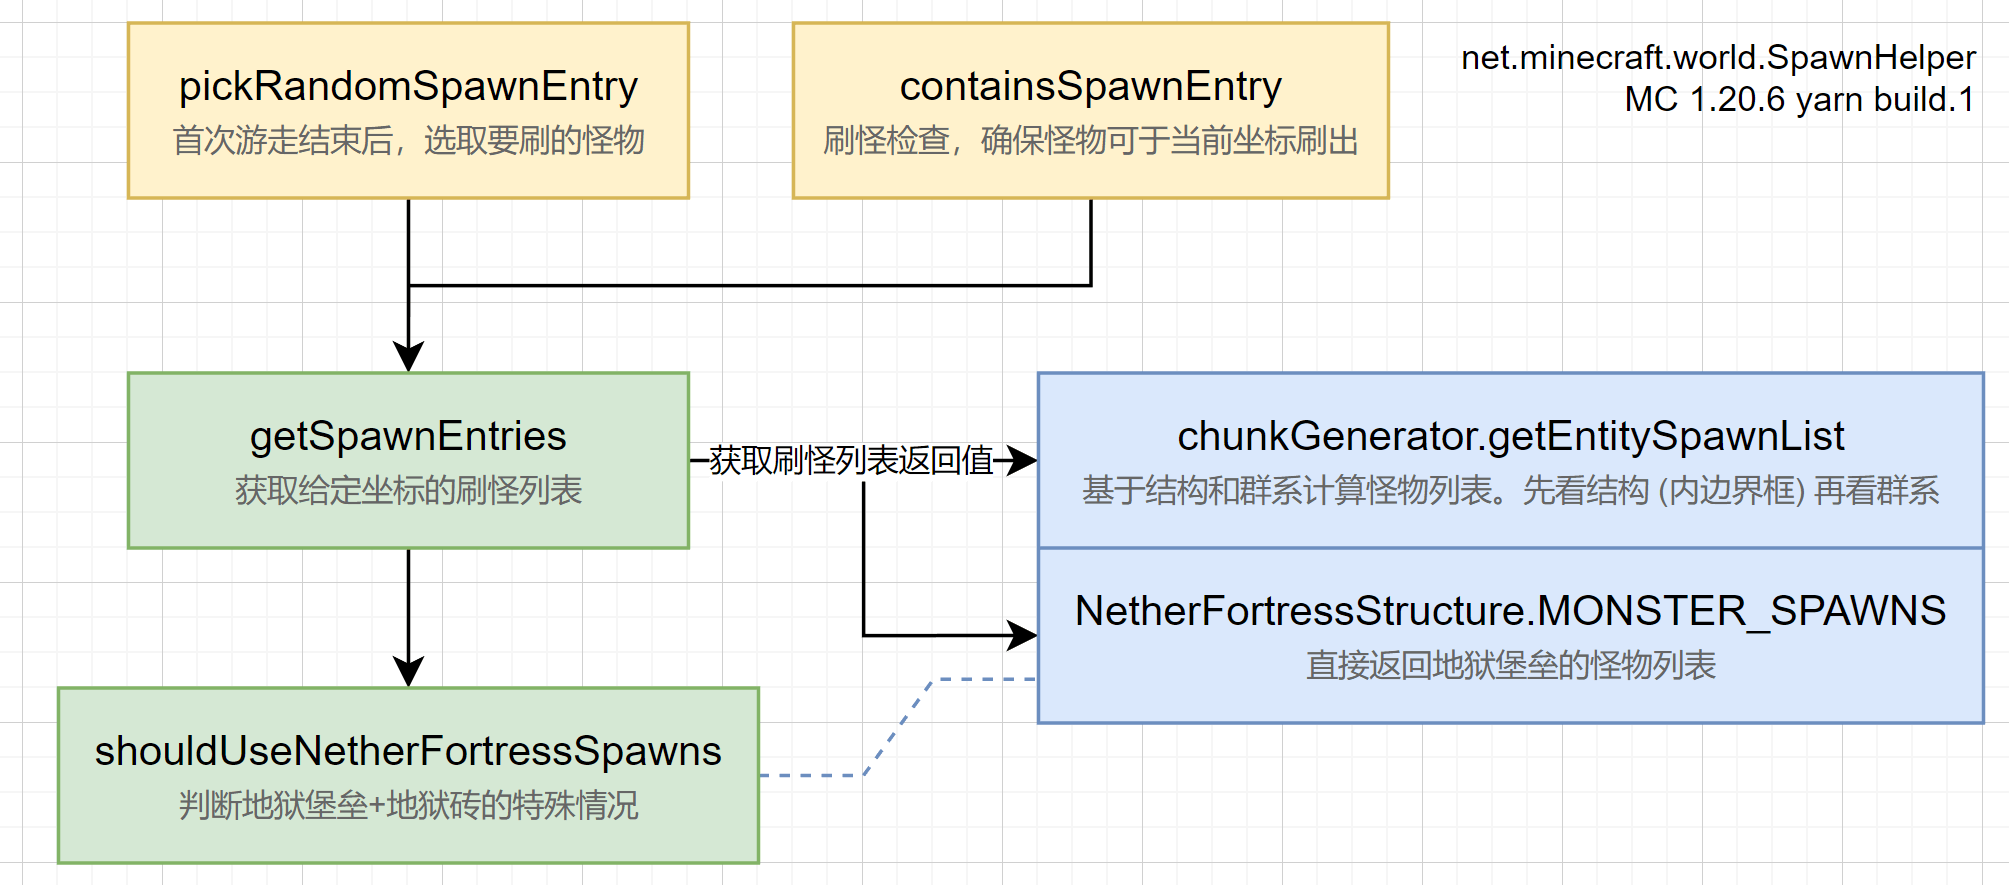 pickRandomSpawnEntry
首次游走结束后，选取要刷的怪物
containsSpawnEntry
刷怪检查，确保怪物可于当前坐标刷出
net.minecraft.world.SpawnHelper
MC 1.20.6 yarn build.1
getSpawnEntries
获取给定坐标的刷怪列表
获取刷怪列表返回值
chunkGenerator.getEntitySpawnList
基于结构和群系计算怪物列表。先看结构 (内边界框) 再看群系
NetherFortressStructure.MONSTER_SPAWNS
直接返回地狱堡垒的怪物列表
shouldUseNetherFortressSpawns
判断地狱堡垒+地狱砖的特殊情况